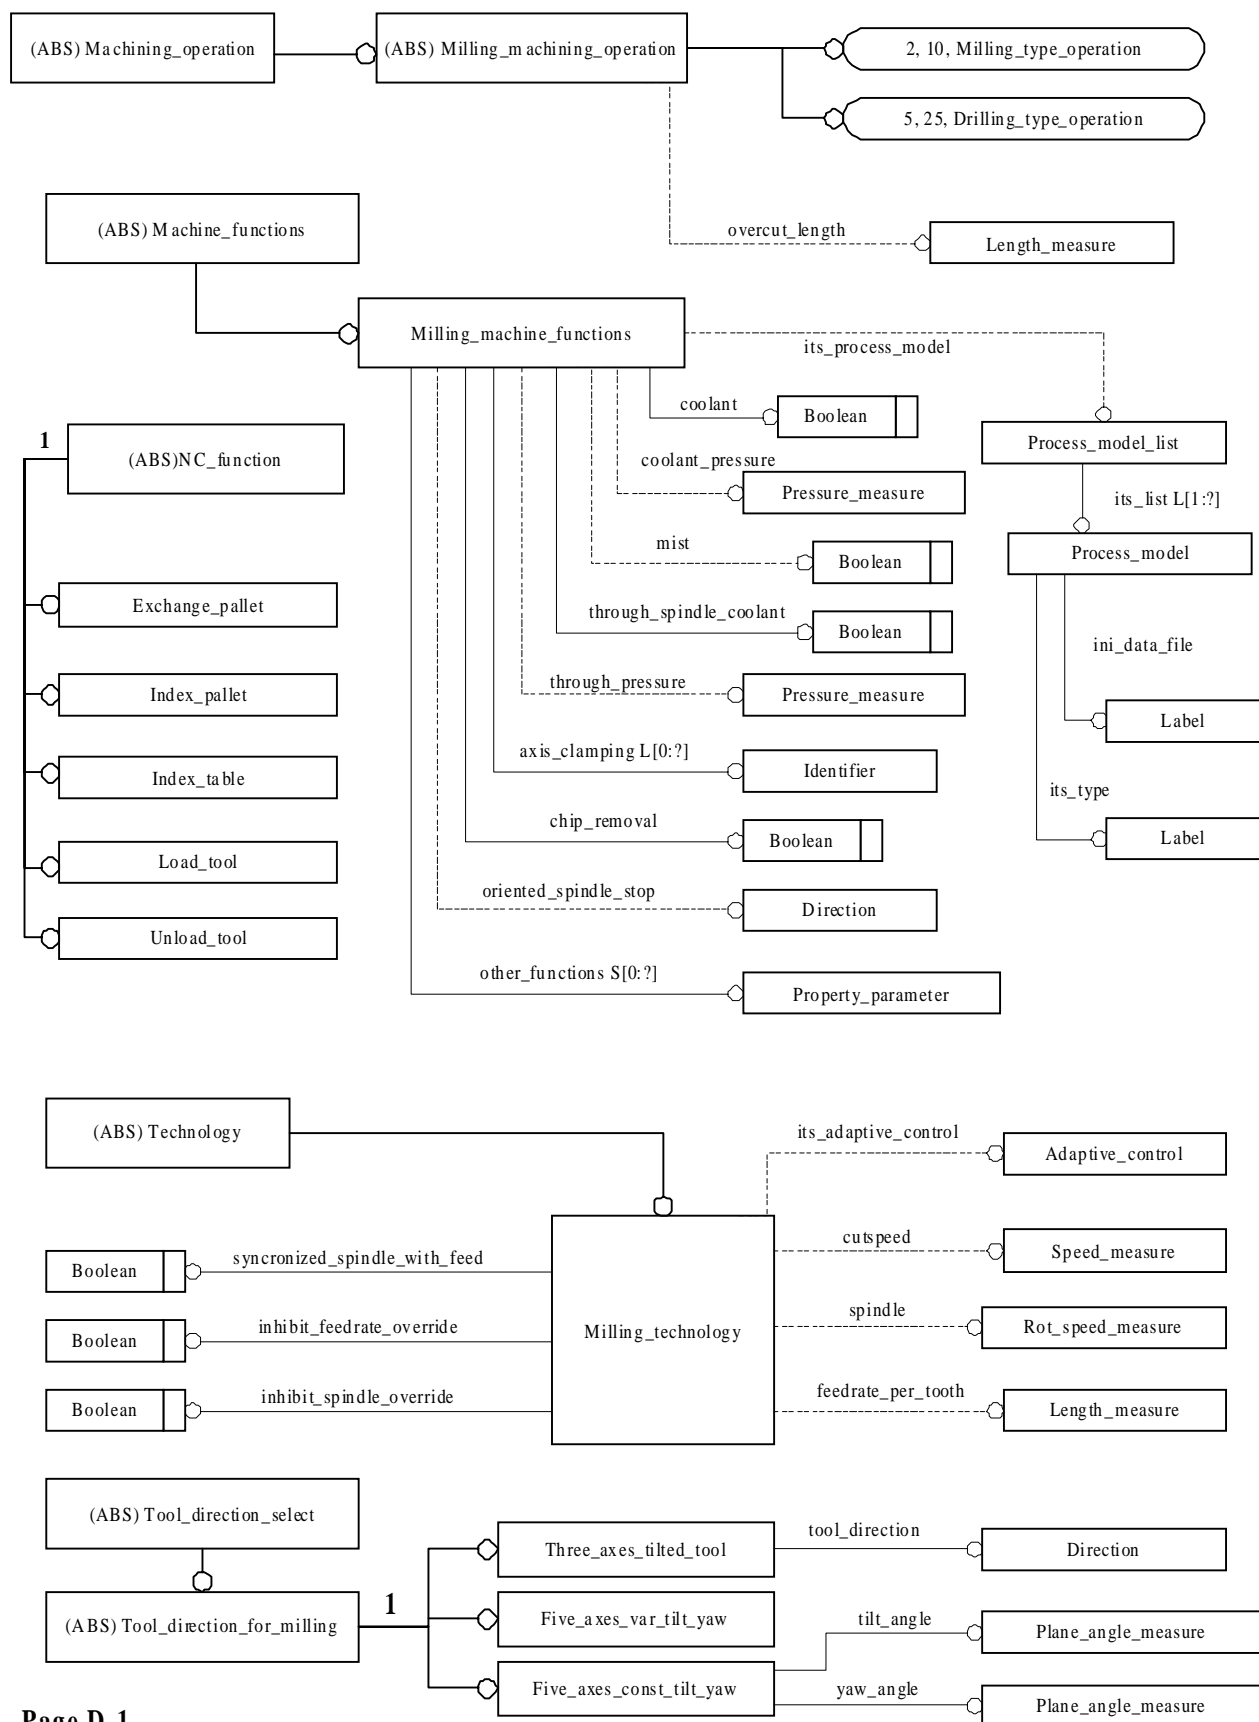 (ABS) Machining_operation
(ABS) Milling_machining_operation
2, 10, Milling_type_operation
5, 25, Drilling_type_operation
overcut_length
Length_measure
(ABS) Machine_functions
Milling_machine_functions
its_process_model
Process_model_list
its_list L[1:?]
Process_model
ini_data_file
Label
its_type
Label
coolant
Boolean
coolant_pressure
Pressure_measure
mist
Boolean
through_spindle_coolant
Boolean
through_pressure
Pressure_measure
axis_clamping L[0:?]
Identifier
chip_removal
Boolean
oriented_spindle_stop
Direction
other_functions S[0:?]
Property_parameter
1
(ABS)NC_function
Exchange_pallet
Index_pallet
Index_table
Load_tool
Unload_tool
(ABS) Technology
its_adaptive_control
Adaptive_control
Milling_technology
cutspeed
Speed_measure
spindle
Rot_speed_measure
feedrate_per_tooth
Length_measure
Boolean
syncronized_spindle_with_feed
Boolean
inhibit_feedrate_override
Boolean
inhibit_spindle_override
(ABS) Tool_direction_select
(ABS) Tool_direction_for_milling
1
Three_axes_tilted_tool
tool_direction
Direction
Five_axes_var_tilt_yaw
Five_axes_const_tilt_yaw
tilt_angle
Plane_angle_measure
yaw_angle
Plane_angle_measure
Page D-1